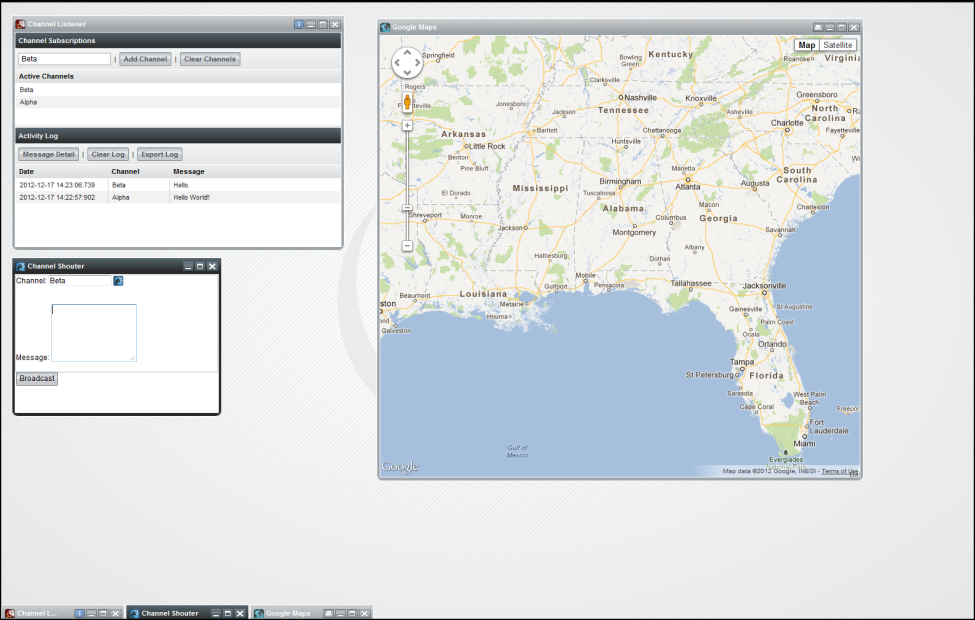 Channel Listener
Channel Subscriptions
Beta | Add Channel | Clear Channels
Active Channels
Beta
Alpha
Activity Log
Message Detail | Clear Log | Export Log
Date Channel Message
2012-12-17 14:23:06:739 Beta Hello.
2012-12-17 14:22:57:902 Alpha Hello World!!
Channel Shouter
Channel: Beta
Message:
Broadcast
Google Maps
Map Satellite
Springfield
Kentucky
Bowling Green
Roanoke
Virginia
Rogers
Clarksville
Nashville
Knoxville
Greensboro
Jonesboro
Jackson
Tennessee
Asheville
North Carolina
Charlotte
Fayetteville
Arkansas
Bartlett
Chattanooga
Huntsville
Little Rock
Benton
Pine Bluff
Marietta
Atlanta
South Carolina
Mississippi
Birmingham
Tuscaloosa
Augusta
El Dorado
Alabama
Macon
Charleston
Shreveport
Monroe
Columbus
Georgia
Jackson
Montgomery
Savannah
Albany
Hattiesburg
Dothan
Mobile
Gulfport
Pensacola
Tallahassee
Jacksonville
Beaumont
Louisiana
Metairie
Houma
Gainesville
St Augustine
Galveston
Palm Coast
Ocala
Orlando
Tampa
St Petersburg
Florida
Sarasota
Cape Coral
West Palm Beach
Freeport
Fort Lauderdale
Miami
Gulf of Mexico
Everglades
Google
Map data ©2012 Google, INEGI - Terms of Use
Channel L...
Channel Shouter
Google Maps